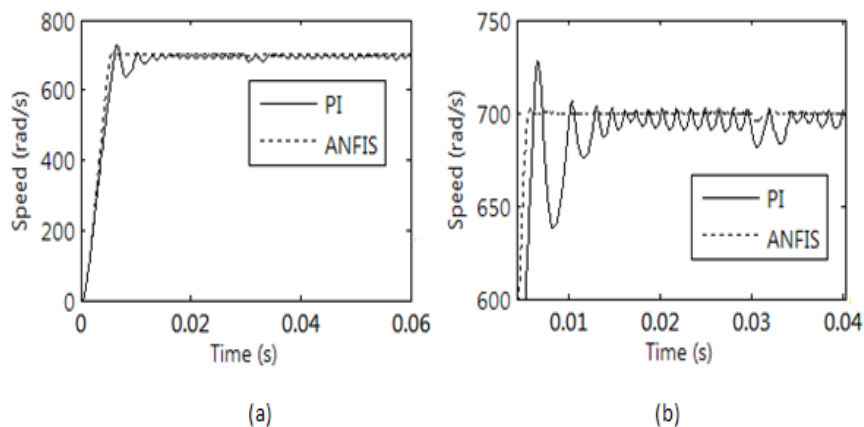 800
600
400
200
0
Speed (rad/s)
PI
ANFIS
0
0.02
0.04
0.06
Time (s)
(a)
750
700
650
600
Speed (rad/s)
PI
ANFIS
0.01
0.02
0.03
0.04
Time (s)
(b)